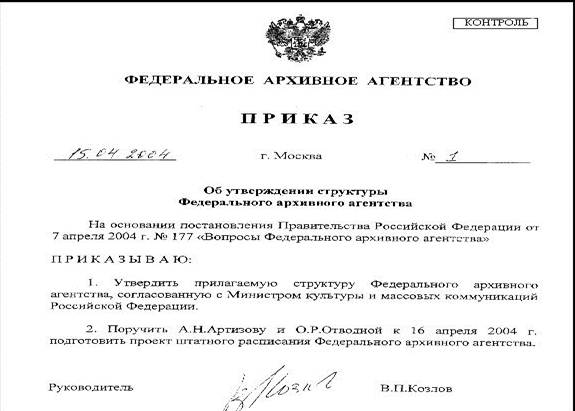 КОНТРОЛЬ
ФЕДЕРАЛЬНОЕ АРХИВНОЕ АГЕНТСТВО
ПРИКАЗ
15.04 2004 г. Москва № 1
Об утверждении структуры
Федерального архивного агентства
На основании постановления Правительства Российской Федерации от
7 апреля 2004 г. № 177 «Вопросы Федерального архивного агентства»
ПРИКАЗЫВАЮ:
1. Утвердить прилагаемую структуру Федерального архивного
агентства, согласованную с Министром культуры и массовых коммуникаций
Российской Федерации.
2. Поручить А.Н.Артизову и О.Р.Отводной к 16 апреля 2004 г.
подготовить проект штатного расписания Федерального архивного агентства.
Руководитель В.П.Козлов